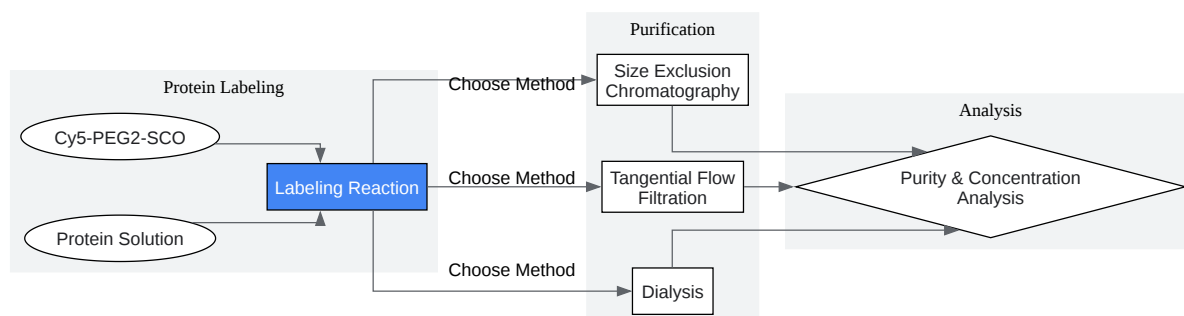 Protein Labeling
Cy5-PEG2-SCO
Protein Solution
Labeling Reaction
Choose Method
Choose Method
Choose Method
Purification
Size Exclusion
Chromatography
Tangential Flow
Filtration
Dialysis
Analysis
Purity & Concentration
Analysis